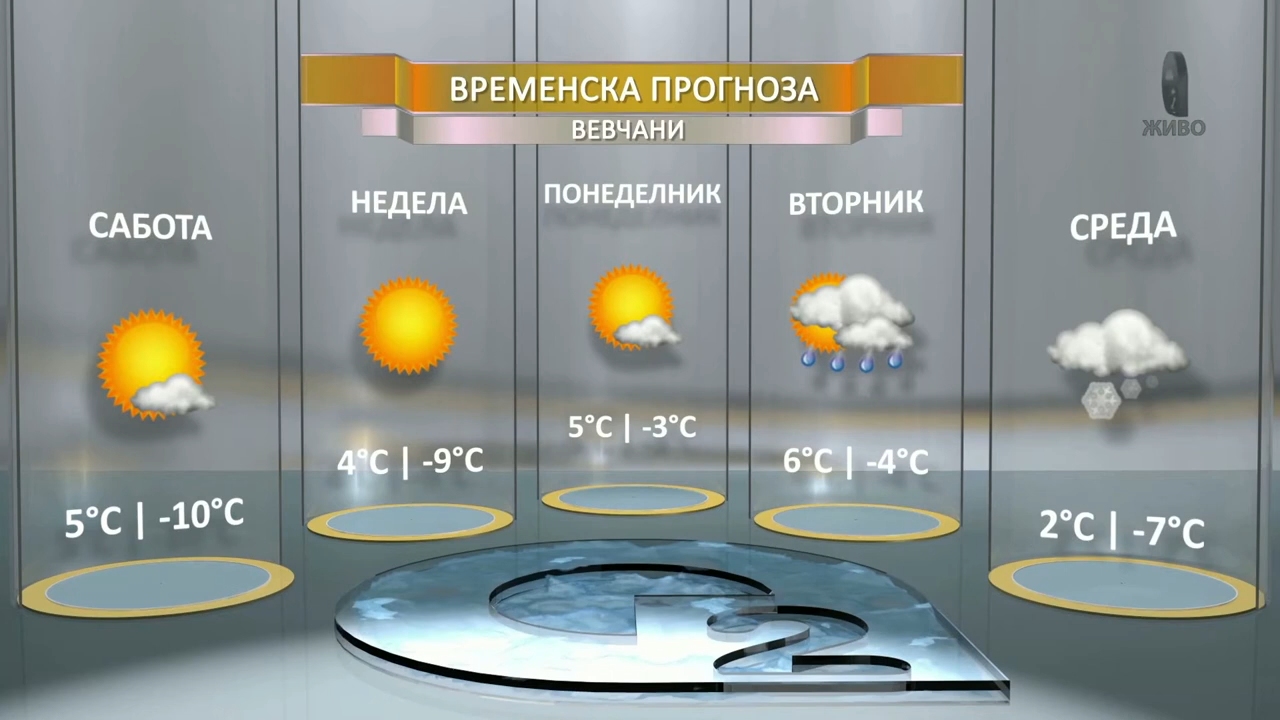 ВРЕМЕНСКА ПРОГНОЗА
ВЕВЧАНИ
ЖИВО
САБОТА
5°C | -10°C
НЕДЕЛА
4°C | -9°C
ПОНЕДЕЛНИК
5°C | -3°C
ВТОРНИК
6°C | -4°C
СРЕДА
2°C | -7°C
2